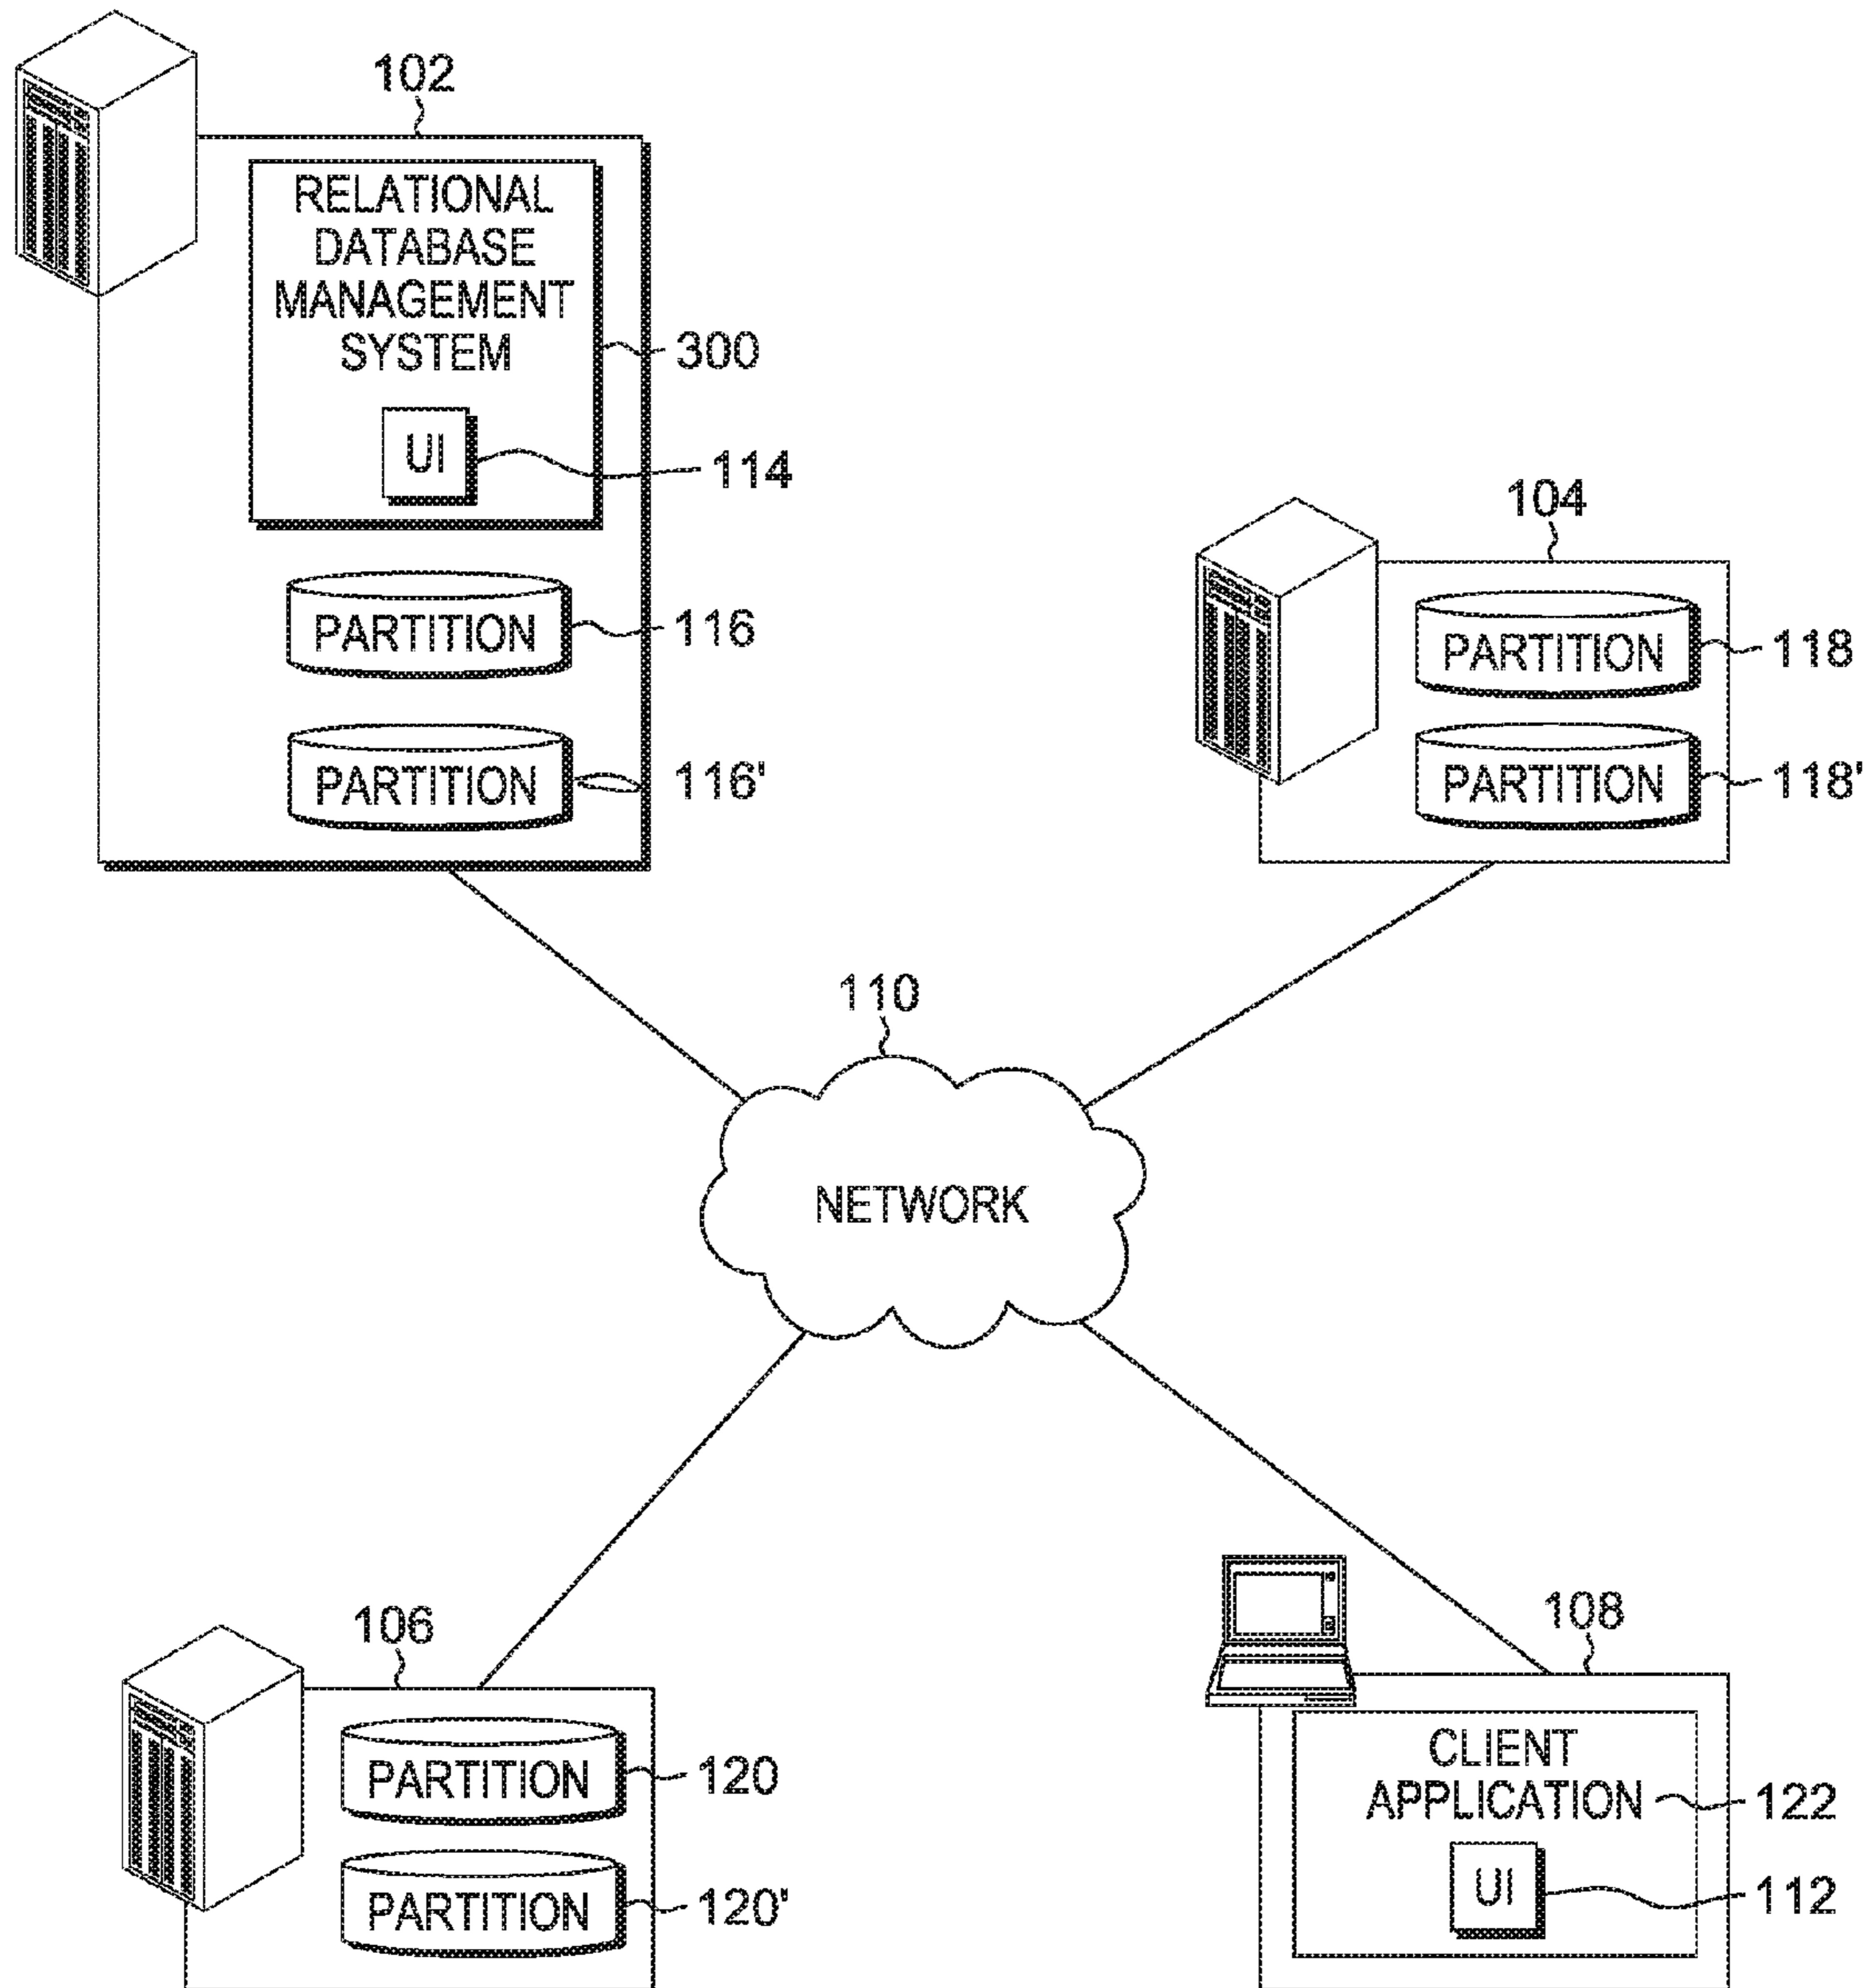 102
RELATIONAL
DATABASE
MANAGEMENT
SYSTEM
300
UI
114
PARTITION
116
PARTITION
116'
104
PARTITION
118
PARTITION
118'
110
NETWORK
106
PARTITION
120
PARTITION
120'
108
CLIENT
APPLICATION
122
UI
112